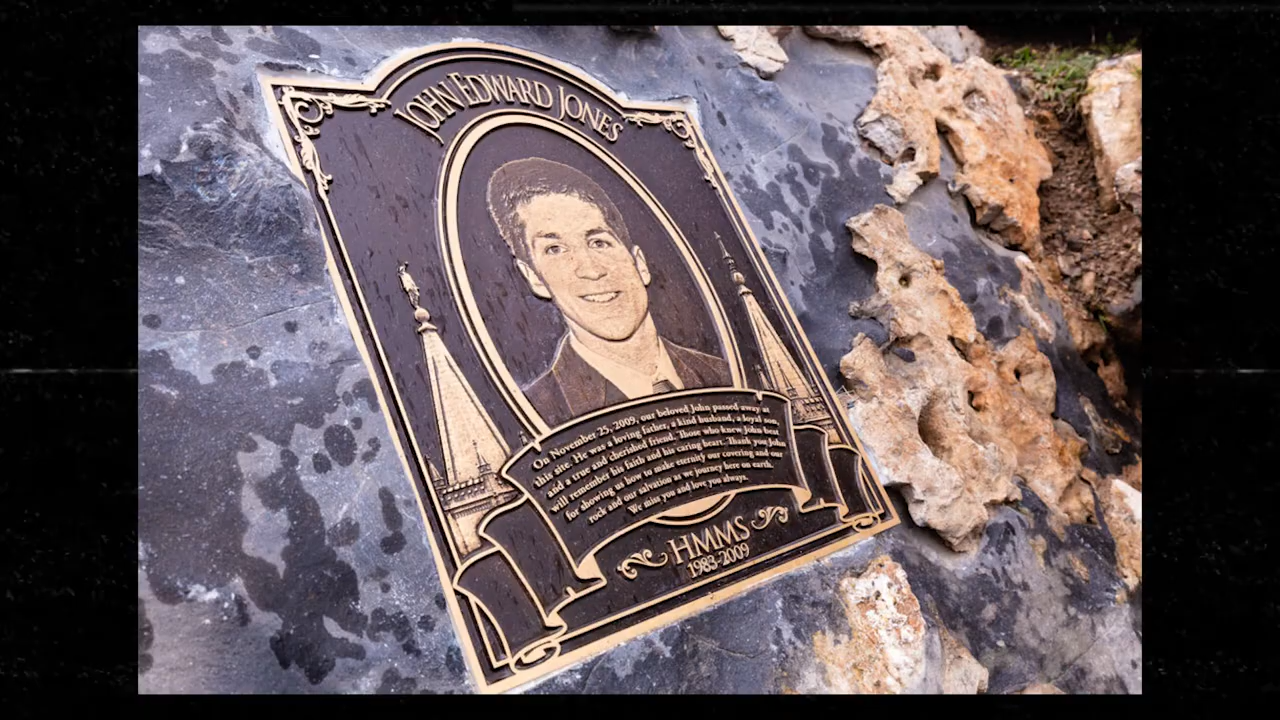 JOHN EDWARD JONES
On November 25, 2009, our beloved John passed away at
this site. He was a loving father, a kind husband, a loyal son,
and a true and cherished friend. Those who knew John best
will remember his faith and his caring heart. Thank you John
for showing us how to make eternity our covering and our
rock and our salvation as we journey here on earth.
We miss you and love you always.
HMMS
1983-2009